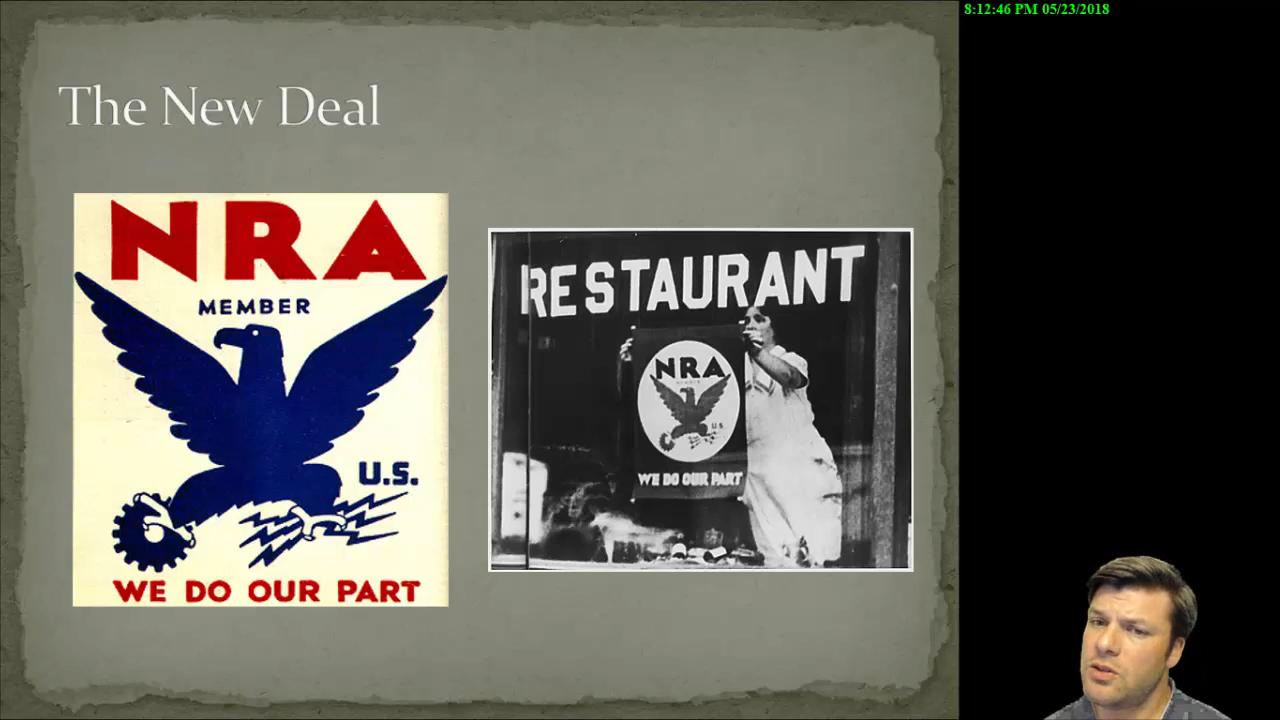 8:12:46 PM 05/23/2018
The New Deal
NRA
MEMBER
U.S.
WE DO OUR PART
RESTAURANT
NRA
MEMBER
U.S.
WE DO OUR PART